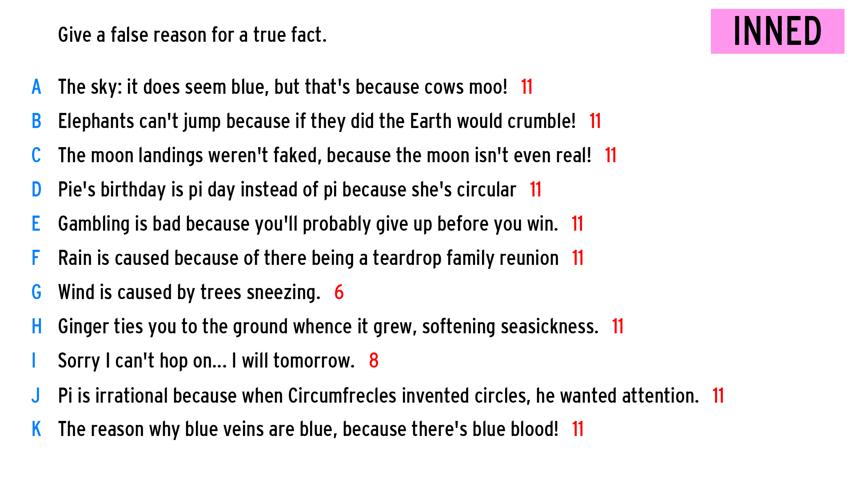 Give a false reason for a true fact.
INNED
A The sky: it does seem blue, but that's because cows moo! 11
B Elephants can't jump because if they did the Earth would crumble! 11
C The moon landings weren't faked, because the moon isn't even real! 11
D Pie's birthday is pi day instead of pi because she's circular 11
E Gambling is bad because you'll probably give up before you win. 11
F Rain is caused because of there being a teardrop family reunion 11
G Wind is caused by trees sneezing. 6
H Ginger ties you to the ground whence it grew, softening seasickness. 11
I Sorry I can't hop on... I will tomorrow. 8
J Pi is irrational because when Circumfrecles invented circles, he wanted attention. 11
K The reason why blue veins are blue, because there's blue blood! 11